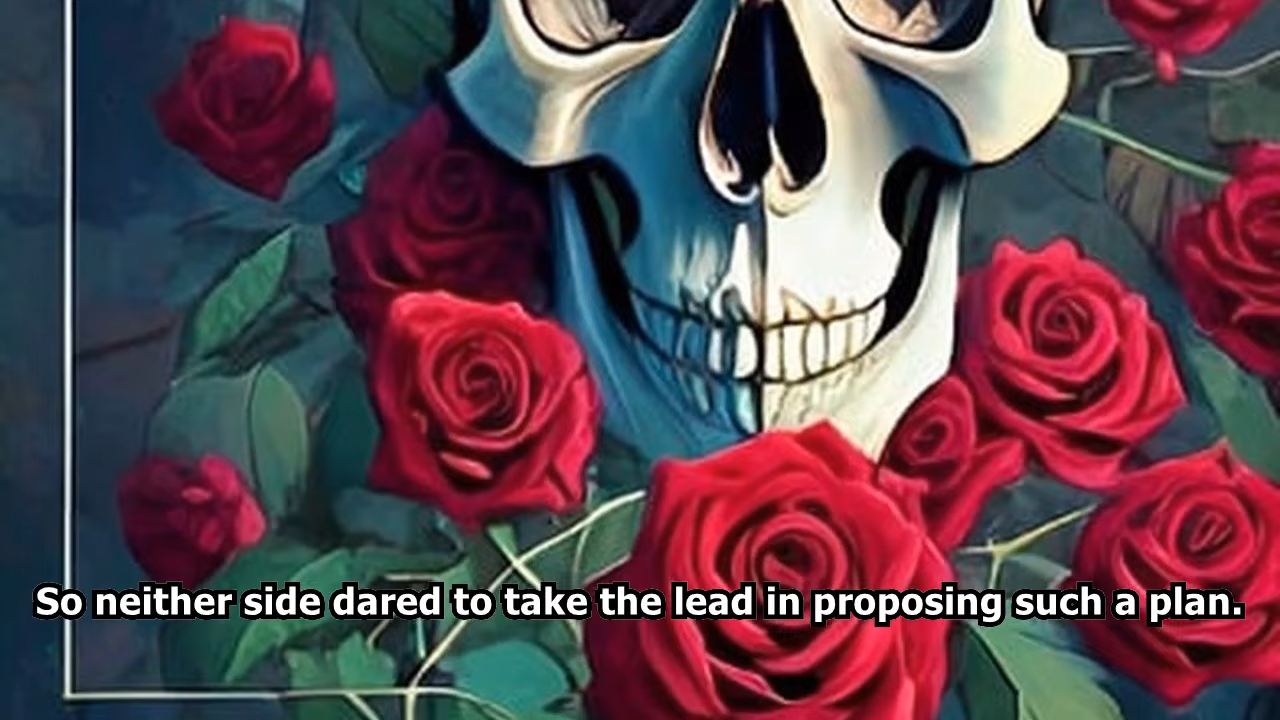 So neither side dared to take the lead in proposing such a plan.